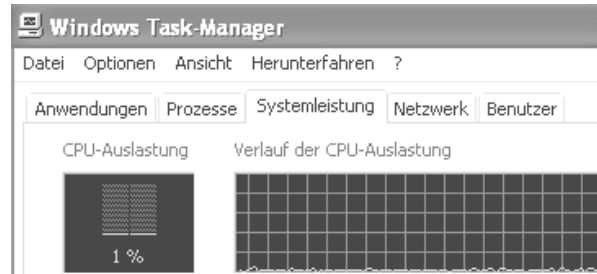 Windows Task-Manager
Datei Optionen Ansicht Herunterfahren ?
Anwendungen Prozesse Systemleistung Netzwerk Benutzer
CPU-Auslastung Verlauf der CPU-Auslastung
1 %